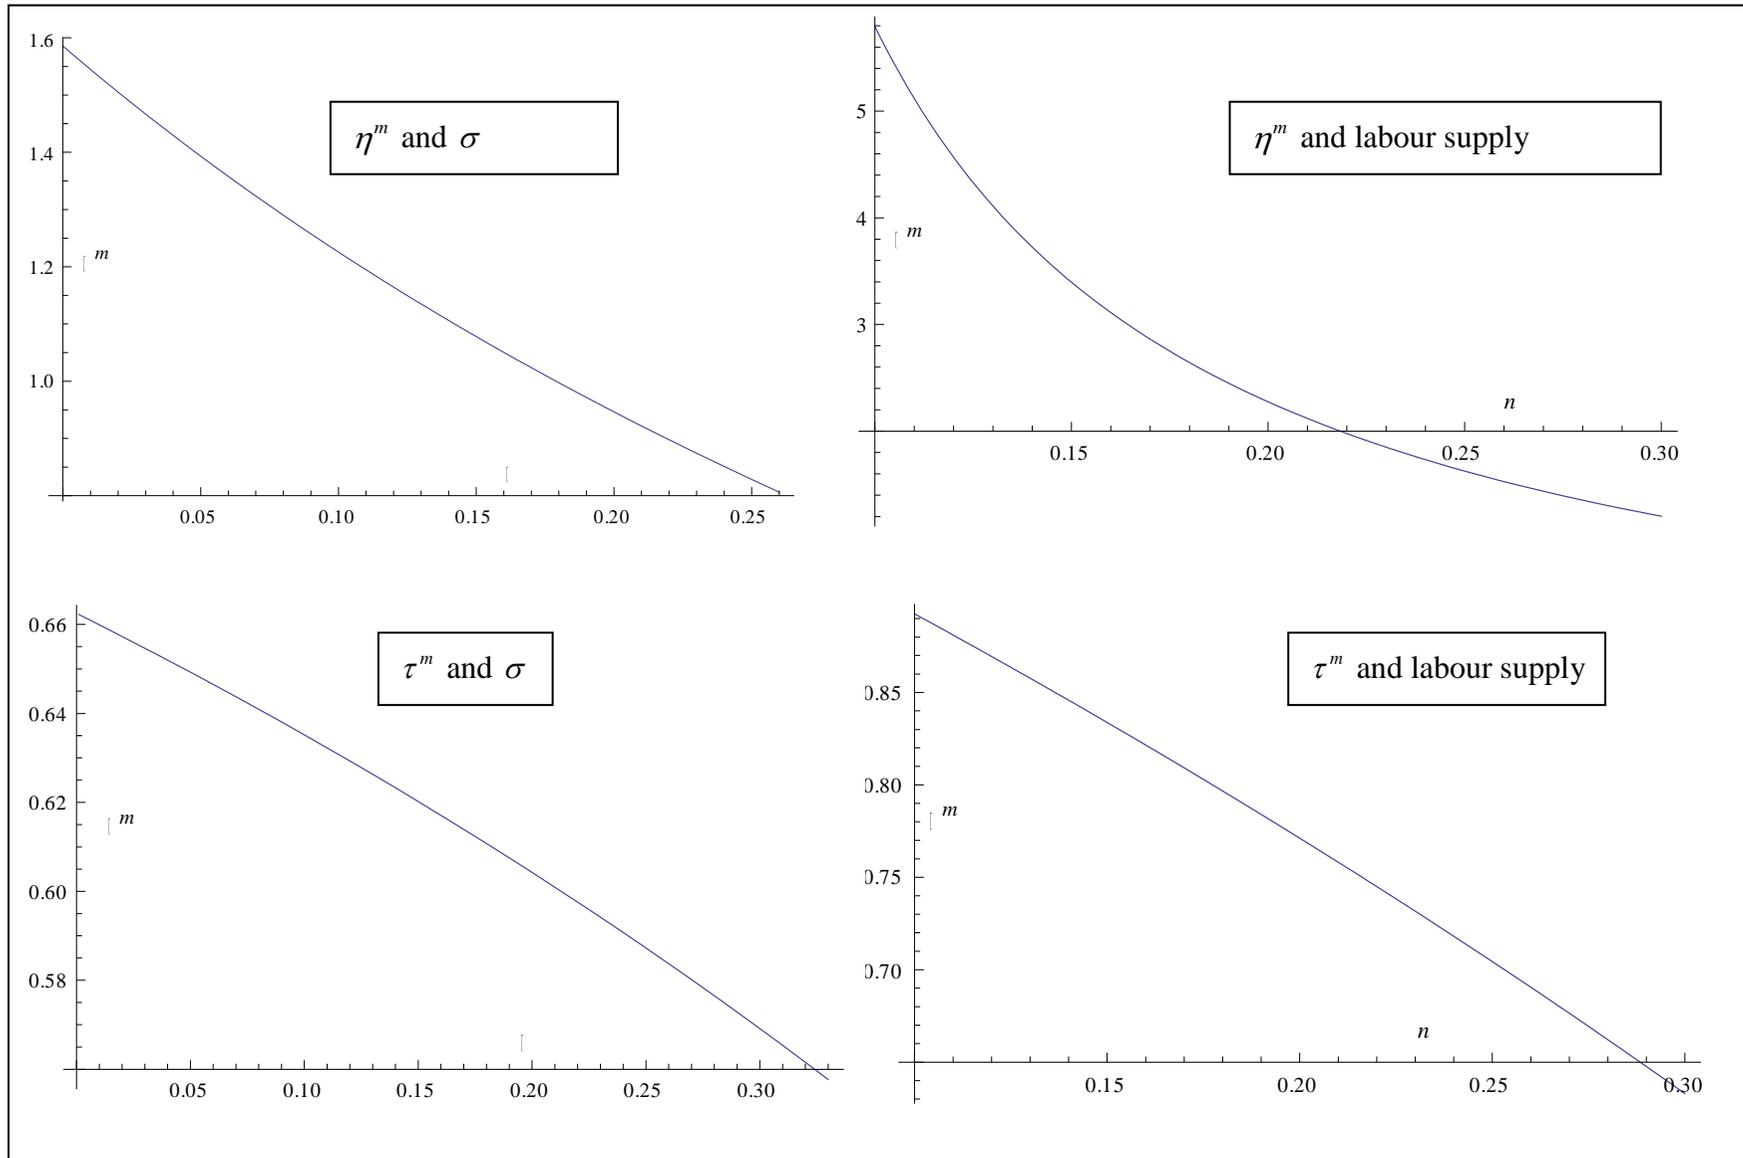 1.6
η^m and σ
1.4
m
1.2
1.0
0.05 0.10 0.15 0.20 0.25
5
η^m and labour supply
4
m
3
n
0.15 0.20 0.25 0.30
0.66
τ^m and σ
0.64
0.62
m
0.60
0.58
0.05 0.10 0.15 0.20 0.25 0.30
τ^m and labour supply
0.85
0.80
m
0.75
0.70
n
0.15 0.20 0.25 0.30